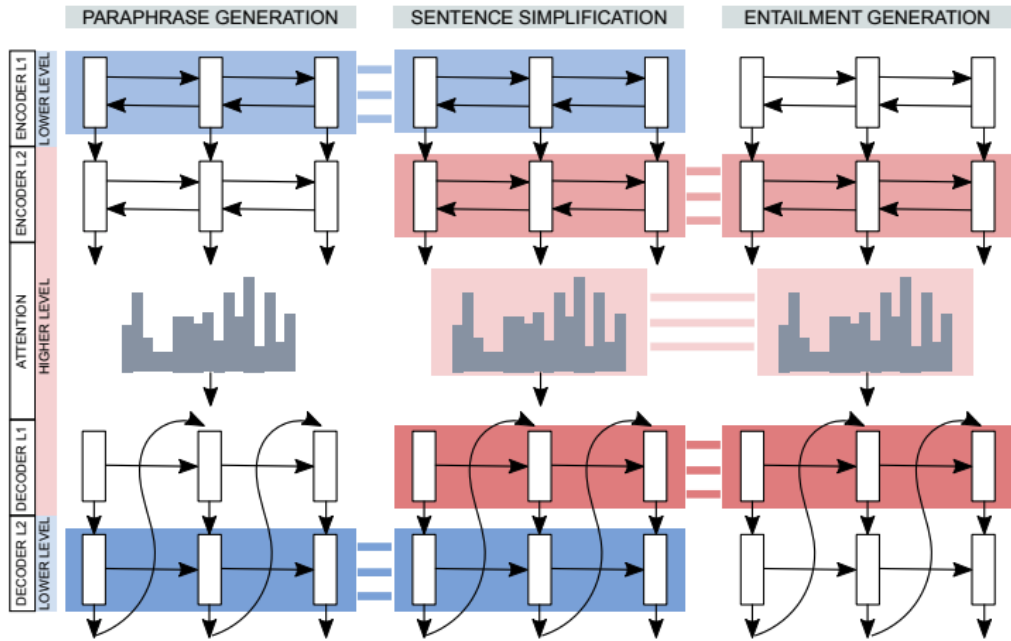 PARAPHRASE GENERATION
SENTENCE SIMPLIFICATION
ENTAILMENT GENERATION
ENCODER L1
LOWER LEVEL
ENCODER L2
ATTENTION
HIGHER LEVEL
DECODER L1
DECODER L2
LOWER LEVEL